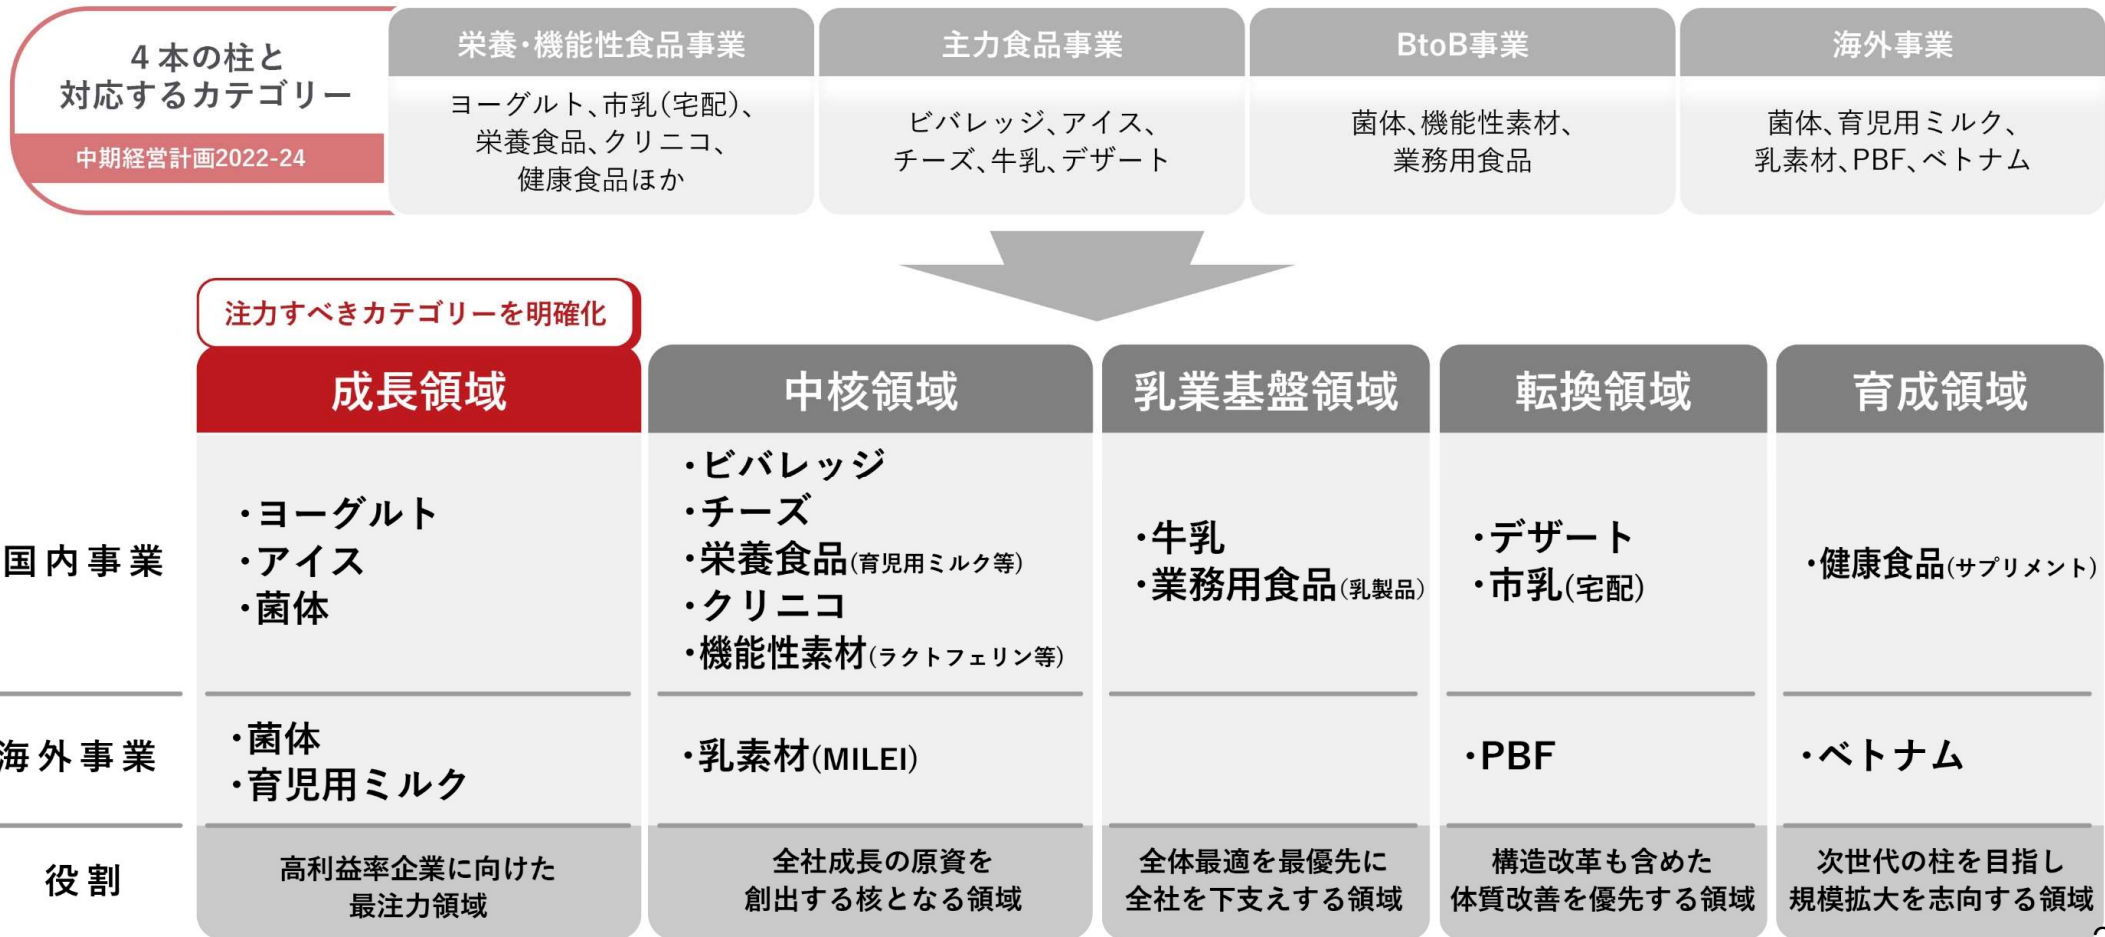 4本の柱と
対応するカテゴリー
中期経営計画2022-24
栄養・機能性食品事業
ヨーグルト、市乳(宅配)、
栄養食品、クリニコ、
健康食品ほか
主力食品事業
ビバレッジ、アイス、
チーズ、牛乳、デザート
BtoB事業
菌体、機能性素材、
業務用食品
海外事業
菌体、育児用ミルク、
乳素材、PBF、ベトナム
注力すべきカテゴリーを明確化
成長領域
中核領域
乳業基盤領域
転換領域
育成領域
国内事業
・ヨーグルト
・アイス
・菌体
・ビバレッジ
・チーズ
・栄養食品(育児用ミルク等)
・クリニコ
・機能性素材(ラクトフェリン等)
・牛乳
・業務用食品(乳製品)
・デザート
・市乳(宅配)
・健康食品(サプリメント)
海外事業
・菌体
・育児用ミルク
・乳素材(MILEI)
・PBF
・ベトナム
役割
高利益率企業に向けた
最注力領域
全社成長の原資を
創出する核となる領域
全体最適を最優先に
全社を下支えする領域
構造改革も含めた
体質改善を優先する領域
次世代の柱を目指し
規模拡大を志向する領域